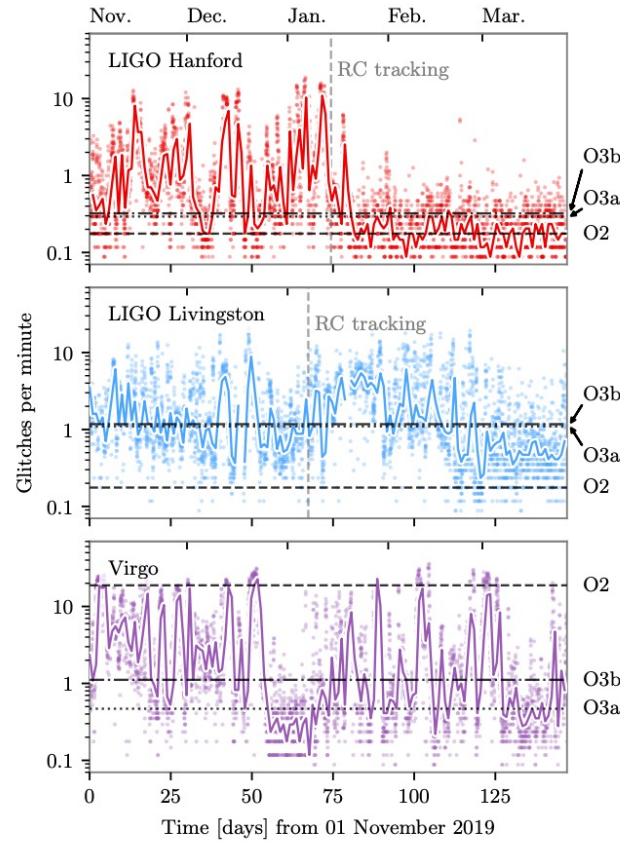 Nov. Dec. Jan. Feb. Mar.
LIGO Hanford
RC tracking
10
1
0.1
O3b
O3a
O2
LIGO Livingston
RC tracking
10
1
0.1
O3b
O3a
O2
Glitches per minute
Virgo
10
1
0.1
O2
O3b
O3a
0 25 50 75 100 125
Time [days] from 01 November 2019